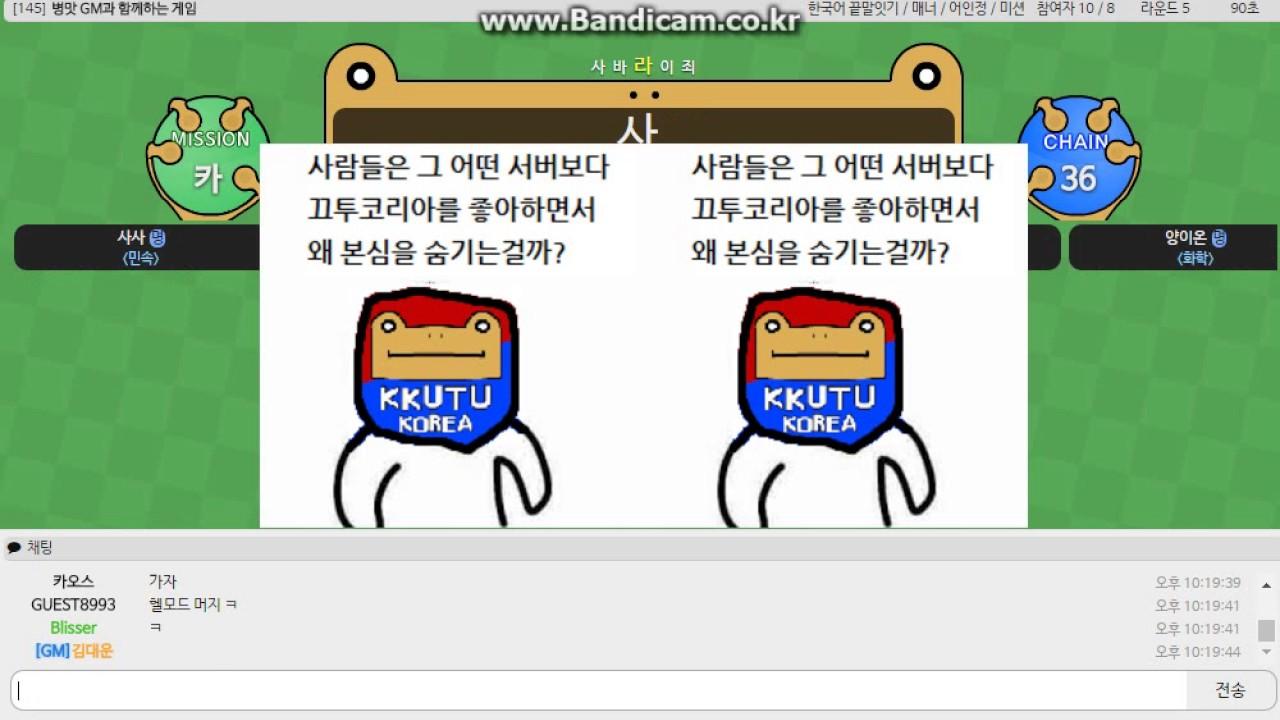 [145] 병맛 GM과 함께하는 게임
한국어 끝말잇기 / 매너 / 어인정 / 미션 참여자 10 / 8 라운드 5 90초
www.Bandicam.co.kr
사 바 라 이 죄
MISSION
카
사
CHAIN
36
사람들은 그 어떤 서버보다
끄투코리아를 좋아하면서
왜 본심을 숨기는걸까?
사람들은 그 어떤 서버보다
끄투코리아를 좋아하면서
왜 본심을 숨기는걸까?
사사 명
〈민속〉
양이온 명
〈화학〉
KKUTU
KOREA
KKUTU
KOREA
채팅
카오스 가자 오후 10:19:39
GUEST8993 헬모드 머지 ㅋ 오후 10:19:41
Blisser ㅋ 오후 10:19:41
[GM]김대운 오후 10:19:44
전송